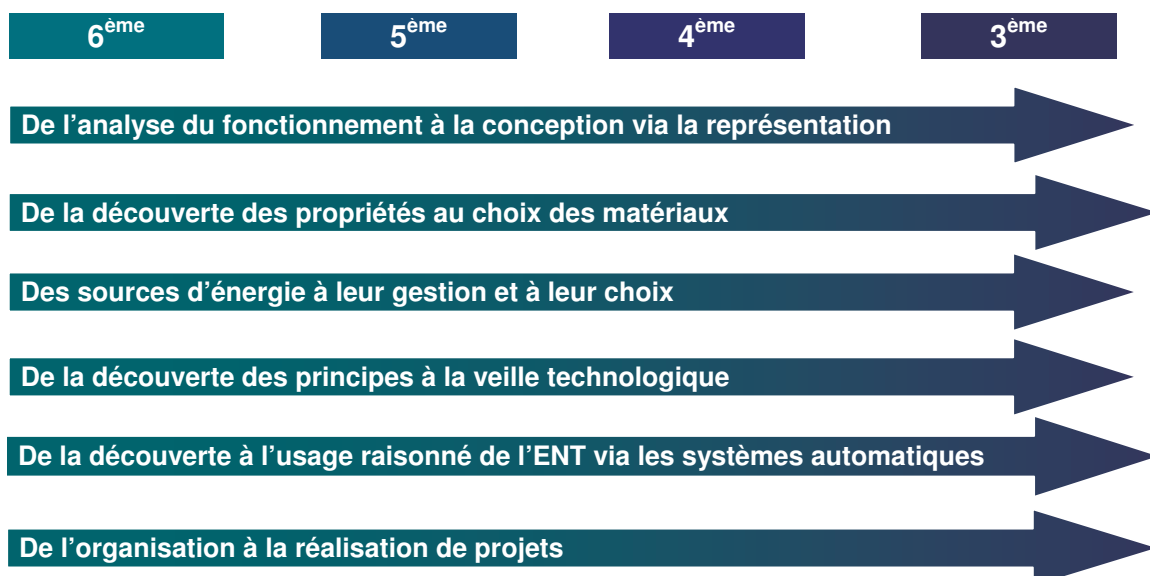 6ème 5ème 4ème 3ème
De l'analyse du fonctionnement à la conception via la représentation
De la découverte des propriétés au choix des matériaux
Des sources d'énergie à leur gestion et à leur choix
De la découverte des principes à la veille technologique
De la découverte à l'usage raisonné de l'ENT via les systèmes automatiques
De l'organisation à la réalisation de projets